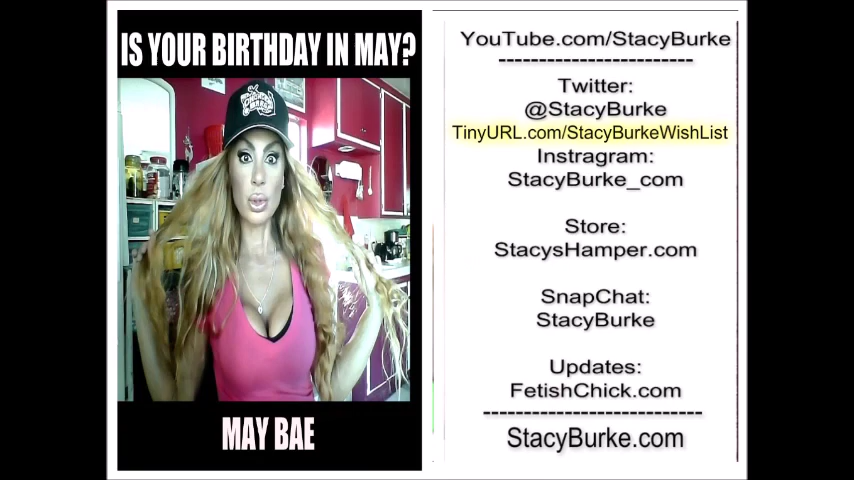 IS YOUR BIRTHDAY IN MAY?
MAY BAE
YouTube.com/StacyBurke
------------------------
Twitter:
@StacyBurke
TinyURL.com/StacyBurkeWishList
Instragram:
StacyBurke_com
Store:
StacysHamper.com
SnapChat:
StacyBurke
Updates:
FetishChick.com
---------------------------
StacyBurke.com